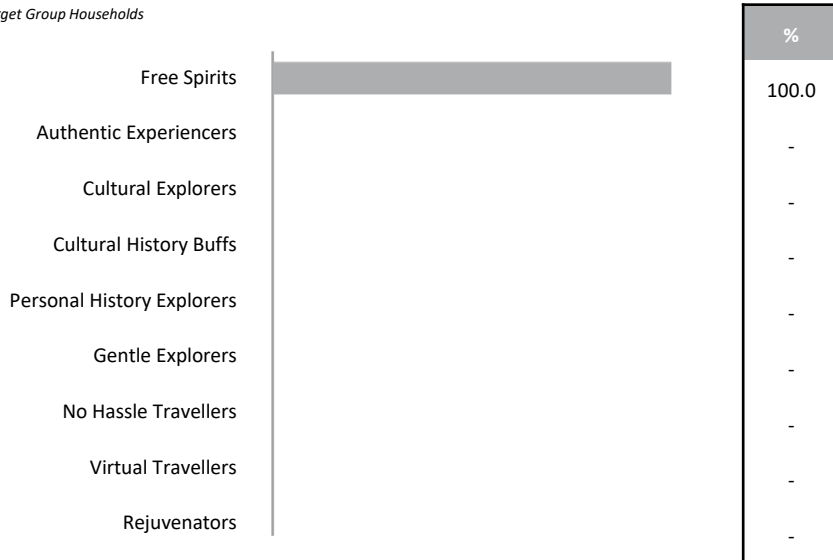 Group Households
%
Free Spirits 100.0
Authentic Experiencers -
Cultural Explorers -
Cultural History Buffs -
Personal History Explorers -
Gentle Explorers -
No Hassle Travellers -
Virtual Travellers -
Rejuvenators -